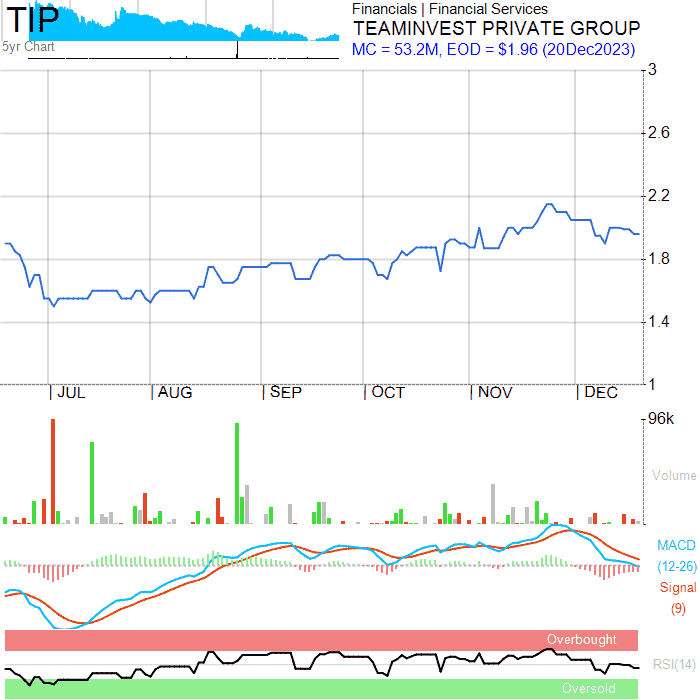 TIP
5yr Chart
Financials | Financial Services
TEAMINVEST PRIVATE GROUP
MC = 53.2M, EOD = $1.96 (20Dec2023)
3
2.6
2.2
1.8
1.4
1
JUL AUG SEP OCT NOV DEC
96k
Volume
MACD
(12-26)
Signal
(9)
Overbought
RSI(14)
Oversold